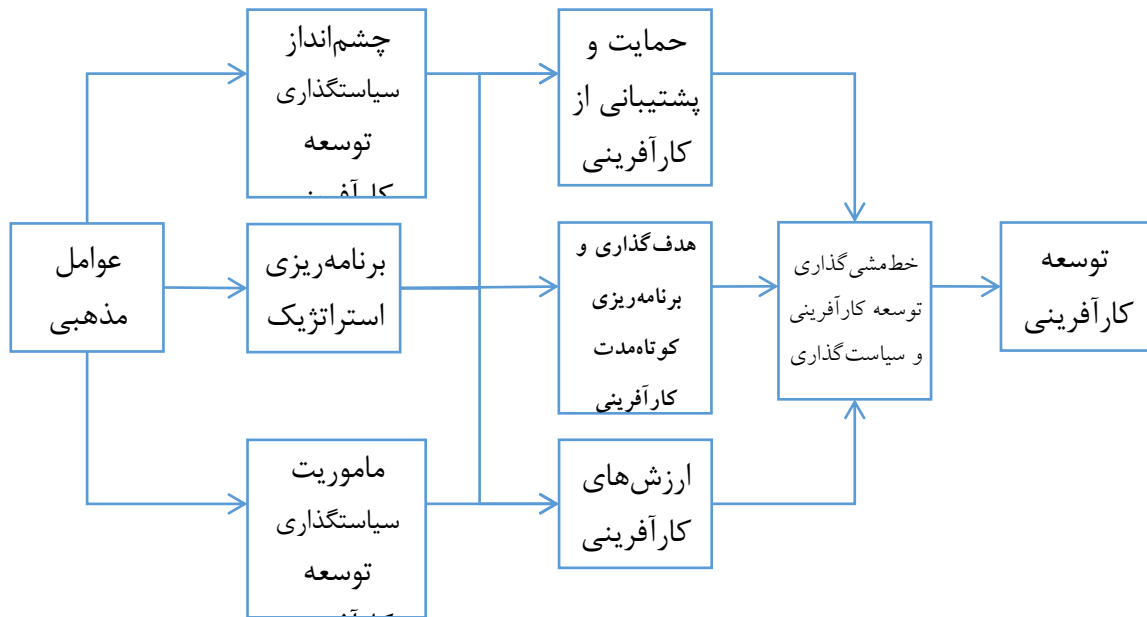 چشم‌انداز
سیاستگذاری
توسعه
حمایت و
پشتیبانی از
کارآفرینی
عوامل
مذهبی
برنامه‌ریزی
استراتژیک
هدف‌گذاری و
برنامه‌ریزی
کوتاه‌مدت
کارآفرینی
خط‌مشی‌گذاری
توسعه کارآفرینی
و سیاست‌گذاری
توسعه
کارآفرینی
ماموریت
سیاستگذاری
توسعه
ارزش‌های
کارآفرینی